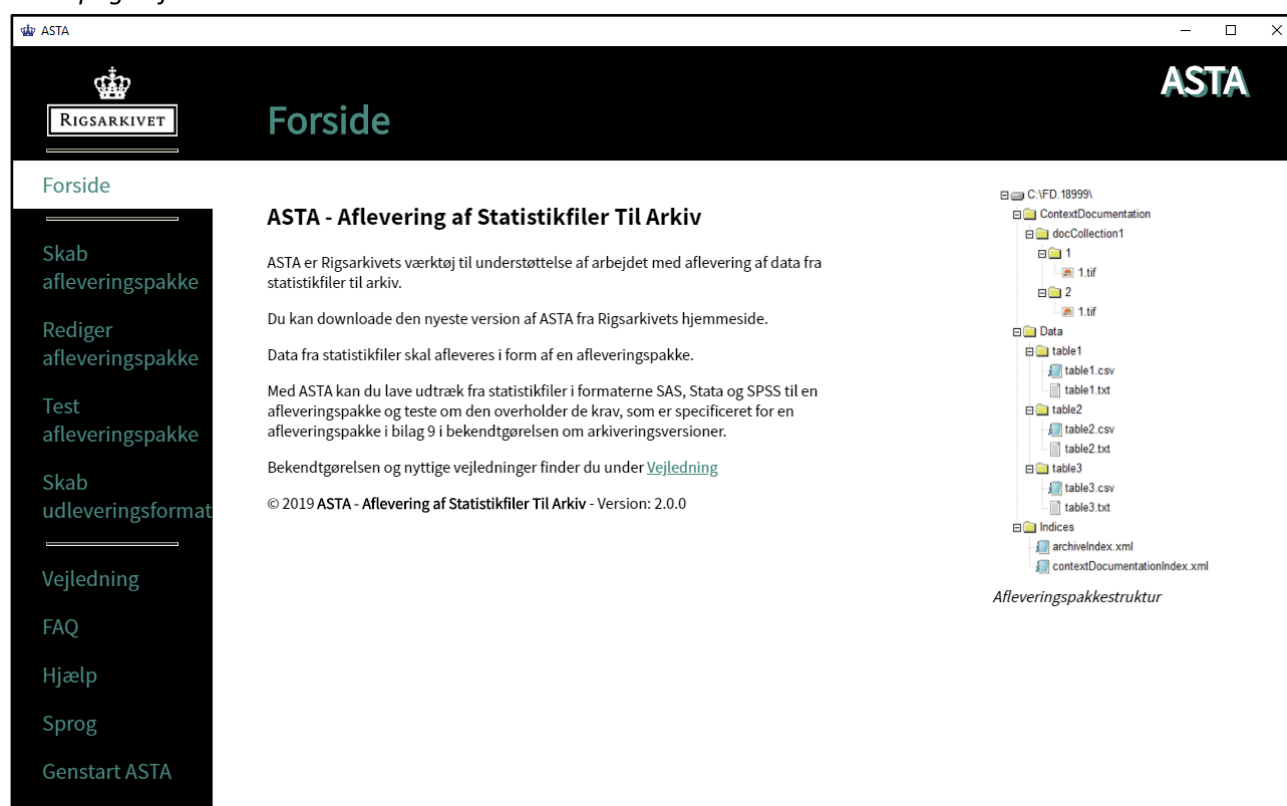 ASTA
RIGSARKIVET
Forside
ASTA
Forside
Skab
afleveringspakke
Rediger
afleveringspakke
Test
afleveringspakke
Skab
udleveringsformat
Vejledning
FAQ
Hjælp
Sprog
Genstart ASTA
ASTA - Aflevering af Statistikfiler Til Arkiv
ASTA er Rigsarkivets værktøj til understøttelse af arbejdet med aflevering af data fra
statistikfiler til arkiv.
Du kan downloade den nyeste version af ASTA fra Rigsarkivets hjemmeside.
Data fra statistikfiler skal afleveres i form af en afleveringspakke.
Med ASTA kan du lave udtræk fra statistikfiler i formaterne SAS, Stata og SPSS til en
afleveringspakke og teste om den overholder de krav, som er specificeret for en
afleveringspakke i bilag 9 i bekendtgørelsen om arkiveringsversioner.
Bekendtgørelsen og nyttige vejledninger finder du under Vejledning
© 2019 ASTA - Aflevering af Statistikfiler Til Arkiv - Version: 2.0.0
C:\FD.18999\
ContextDocumentation
docCollection1
1
1.tif
2
1.tif
Data
table1
table1.csv
table1.txt
table2
table2.csv
table2.txt
table3
table3.csv
table3.txt
Indices
archiveIndex.xml
contextDocumentationIndex.xml
Afleveringspakkestruktur